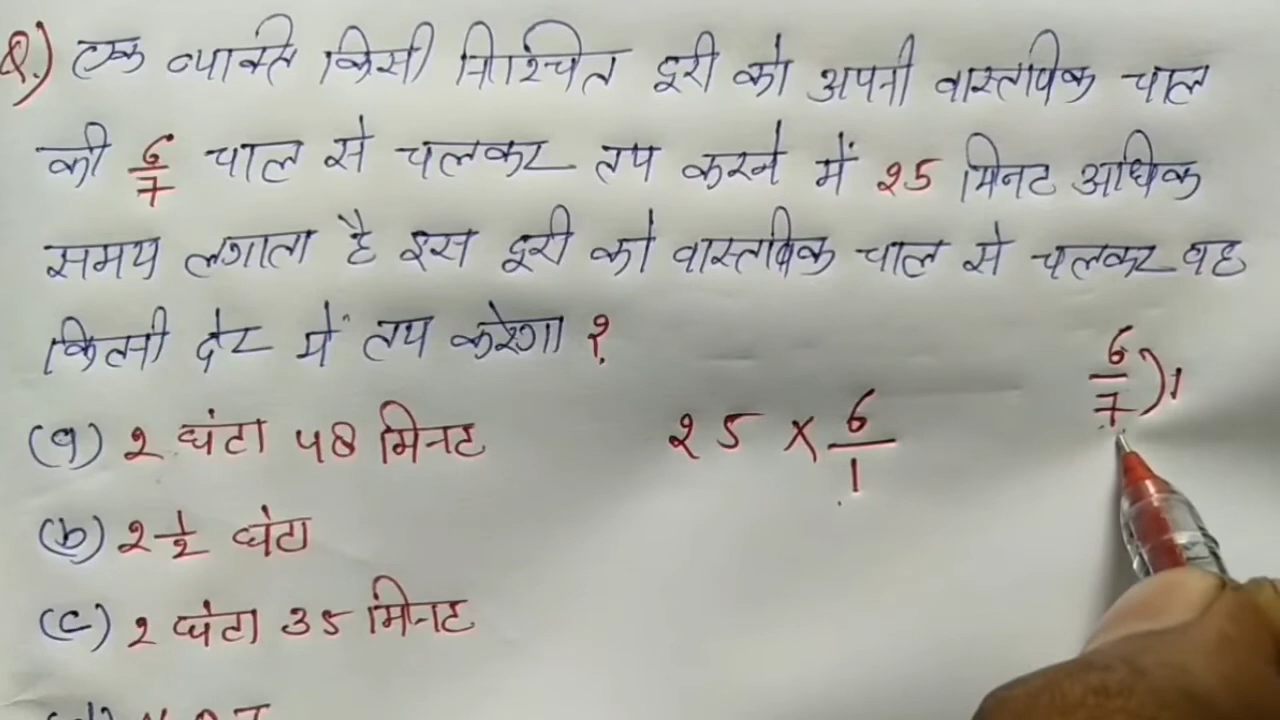 Q.) एक व्यक्ति किसी निश्चित दूरी को अपनी वास्तविक चाल
की 6/7 चाल से चलकर तय करने में 25 मिनट अधिक
समय लगाता है इस दूरी को वास्तविक चाल से चलकर वह
कितनी देर में तय करेगा ?
(a) 2 घंटा 48 मिनट
(b) 2 1/2 घंटा
(c) 2 घंटा 35 मिनट
25 × 6/1
6/7 ) 1